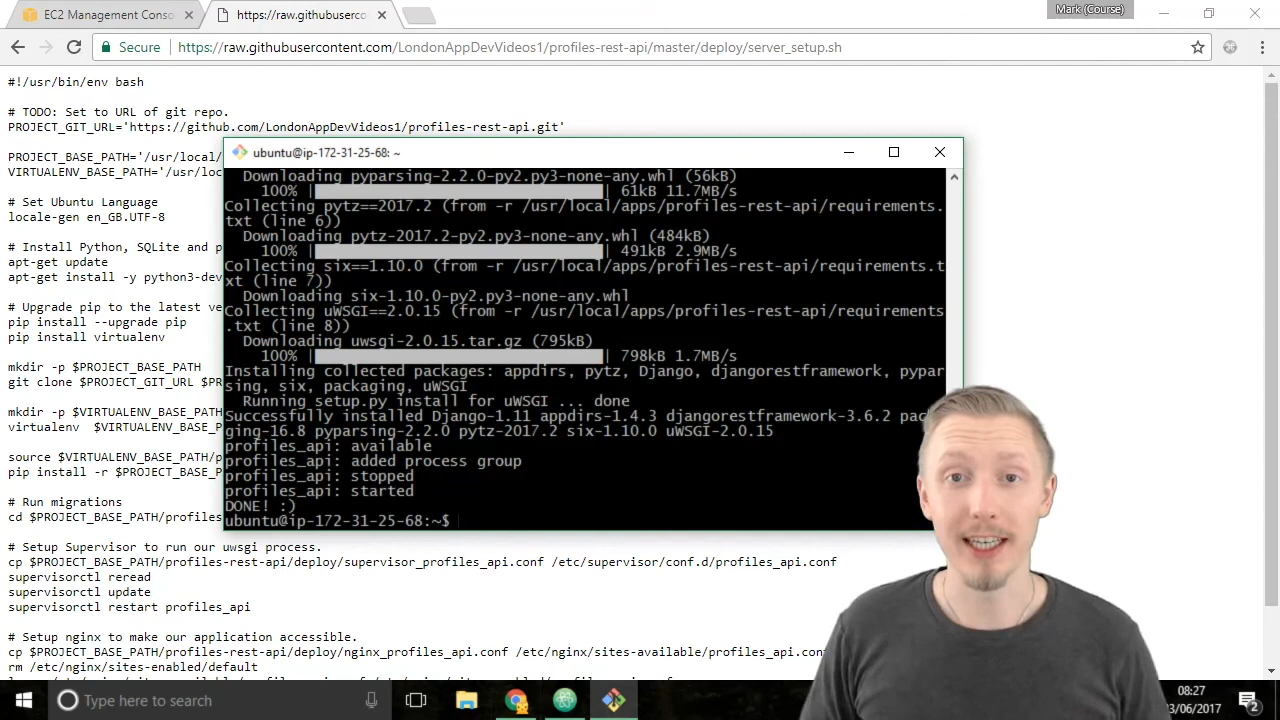 EC2 Management Conso
https://raw.githubuserco
Mark (Course)
Secure
https://raw.githubusercontent.com/LondonAppDevVideos1/profiles-rest-api/master/deploy/server_setup.sh
#!/usr/bin/env bash
# TODO: Set to URL of git repo.
PROJECT_GIT_URL='https://github.com/LondonAppDevVideos1/profiles-rest-api.git'
PROJECT_BASE_PATH='/usr/local/
VIRTUALENV_BASE_PATH='/usr/loc
# Set Ubuntu Language
locale-gen en_GB.UTF-8
# Install Python, SQLite and p
apt-get update
apt-get install -y python3-dev
# Upgrade pip to the latest ve
pip install --upgrade pip
pip install virtualenv
mkdir -p $PROJECT_BASE_PATH
git clone $PROJECT_GIT_URL $PR
mkdir -p $VIRTUALENV_BASE_PATH
virtualenv $VIRTUALENV_BASE_P
source $VIRTUALENV_BASE_PATH/p
pip install -r $PROJECT_BASE_P
# Run migrations
cd $PROJECT_BASE_PATH/profiles
# Setup Supervisor to run our uwsgi process.
cp $PROJECT_BASE_PATH/profiles-rest-api/deploy/supervisor_profiles_api.conf /etc/supervisor/conf.d/profiles_api.conf
supervisorctl reread
supervisorctl update
supervisorctl restart profiles_api
# Setup nginx to make our application accessible.
cp $PROJECT_BASE_PATH/profiles-rest-api/deploy/nginx_profiles_api.conf /etc/nginx/sites-available/profiles_api.con
rm /etc/nginx/sites-enabled/default
ubuntu@ip-172-31-25-68: ~
Downloading pyparsing-2.2.0-py2.py3-none-any.whl (56kB)
100% | | 61kB 11.7MB/s
Collecting pytz==2017.2 (from -r /usr/local/apps/profiles-rest-api/requirements.
txt (line 6))
Downloading pytz-2017.2-py2.py3-none-any.whl (484kB)
100% | | 491kB 2.9MB/s
Collecting six==1.10.0 (from -r /usr/local/apps/profiles-rest-api/requirements.t
xt (line 7))
Downloading six-1.10.0-py2.py3-none-any.whl
Collecting uWSGI==2.0.15 (from -r /usr/local/apps/profiles-rest-api/requirements
.txt (line 8))
Downloading uwsgi-2.0.15.tar.gz (795kB)
100% | | 798kB 1.7MB/s
Installing collected packages: appdirs, pytz, Django, djangorestframework, pypar
sing, six, packaging, uWSGI
Running setup.py install for uWSGI ... done
Successfully installed Django-1.11 appdirs-1.4.3 djangorestframework-3.6.2 pack
ging-16.8 pyparsing-2.2.0 pytz-2017.2 six-1.10.0 uWSGI-2.0.15
profiles_api: available
profiles_api: added process group
profiles_api: stopped
profiles_api: started
DONE! :)
ubuntu@ip-172-31-25-68:~$
Type here to search
08:27
3/06/2017
2